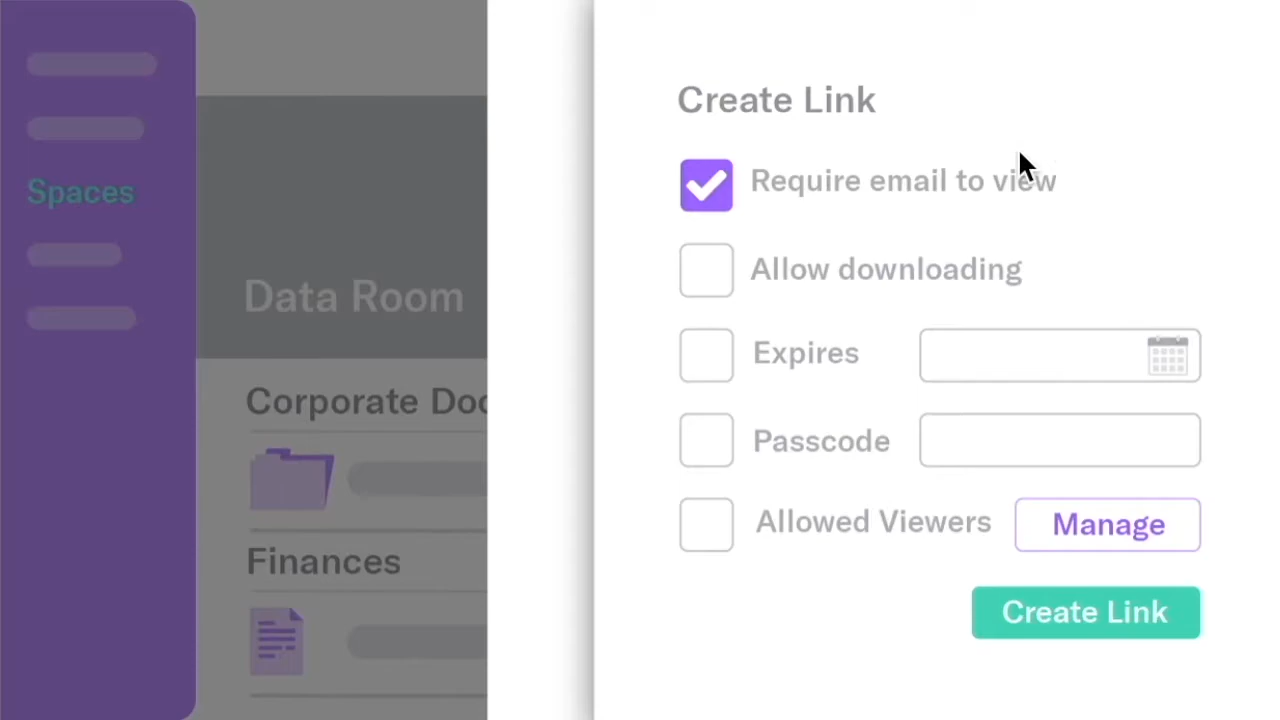 Spaces
Data Room
Corporate Doc
Finances
Create Link
Require email to view
Allow downloading
Expires
Passcode
Allowed Viewers
Manage
Create Link